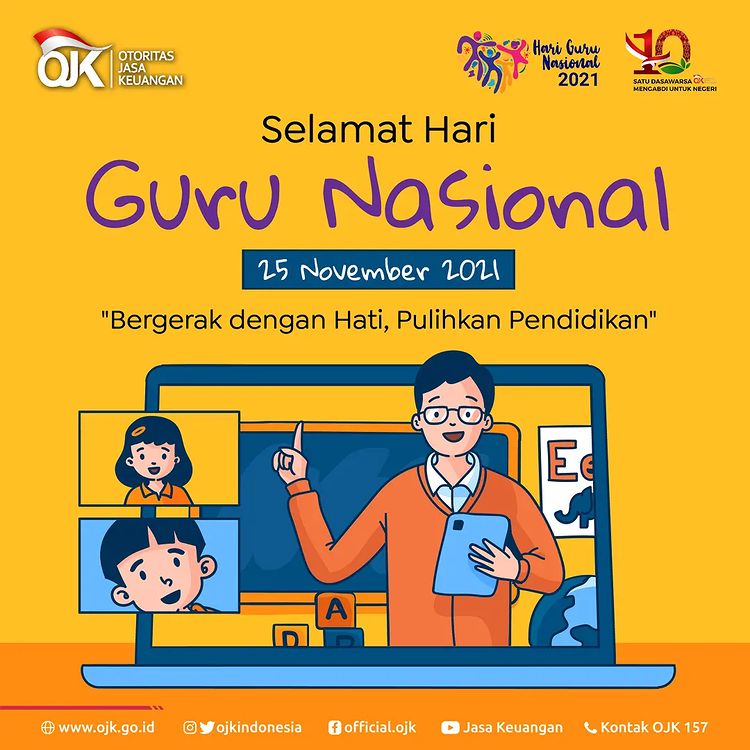 OJK
OTORITAS
JASA
KEUANGAN
Hari Guru
Nasional
2021
10
SATU DASAWARSA OJK
MENGABDI UNTUK NEGERI
Selamat Hari
Guru Nasional
25 November 2021
"Bergerak dengan Hati, Pulihkan Pendidikan"
Ee
A
D B
www.ojk.go.id ojkindonesia official.ojk Jasa Keuangan Kontak OJK 157